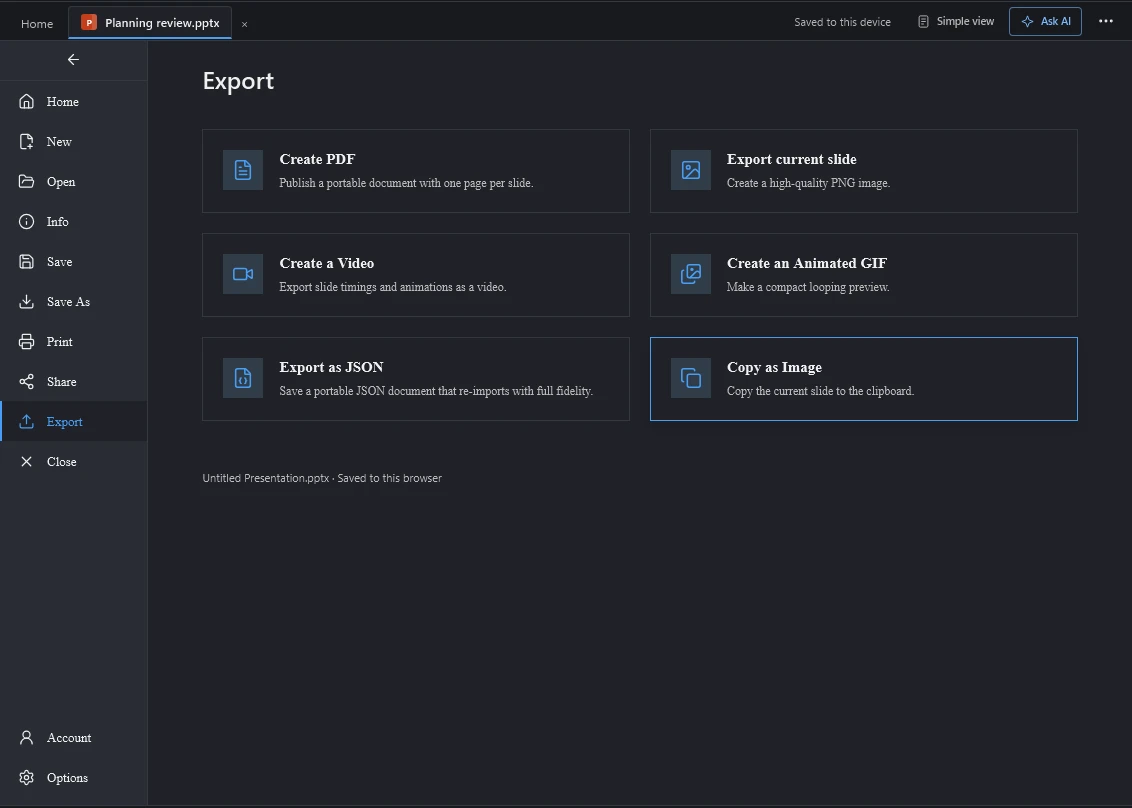 Home
P
Planning review.pptx
×
Saved to this device
Simple view
Ask AI
Home
New
Open
Info
Save
Save As
Print
Share
Export
Close
Account
Options
Export
Create PDF
Publish a portable document with one page per slide.
Export current slide
Create a high-quality PNG image.
Create a Video
Export slide timings and animations as a video.
Create an Animated GIF
Make a compact looping preview.
Export as JSON
Save a portable JSON document that re-imports with full fidelity.
Copy as Image
Copy the current slide to the clipboard.
Untitled Presentation.pptx · Saved to this browser